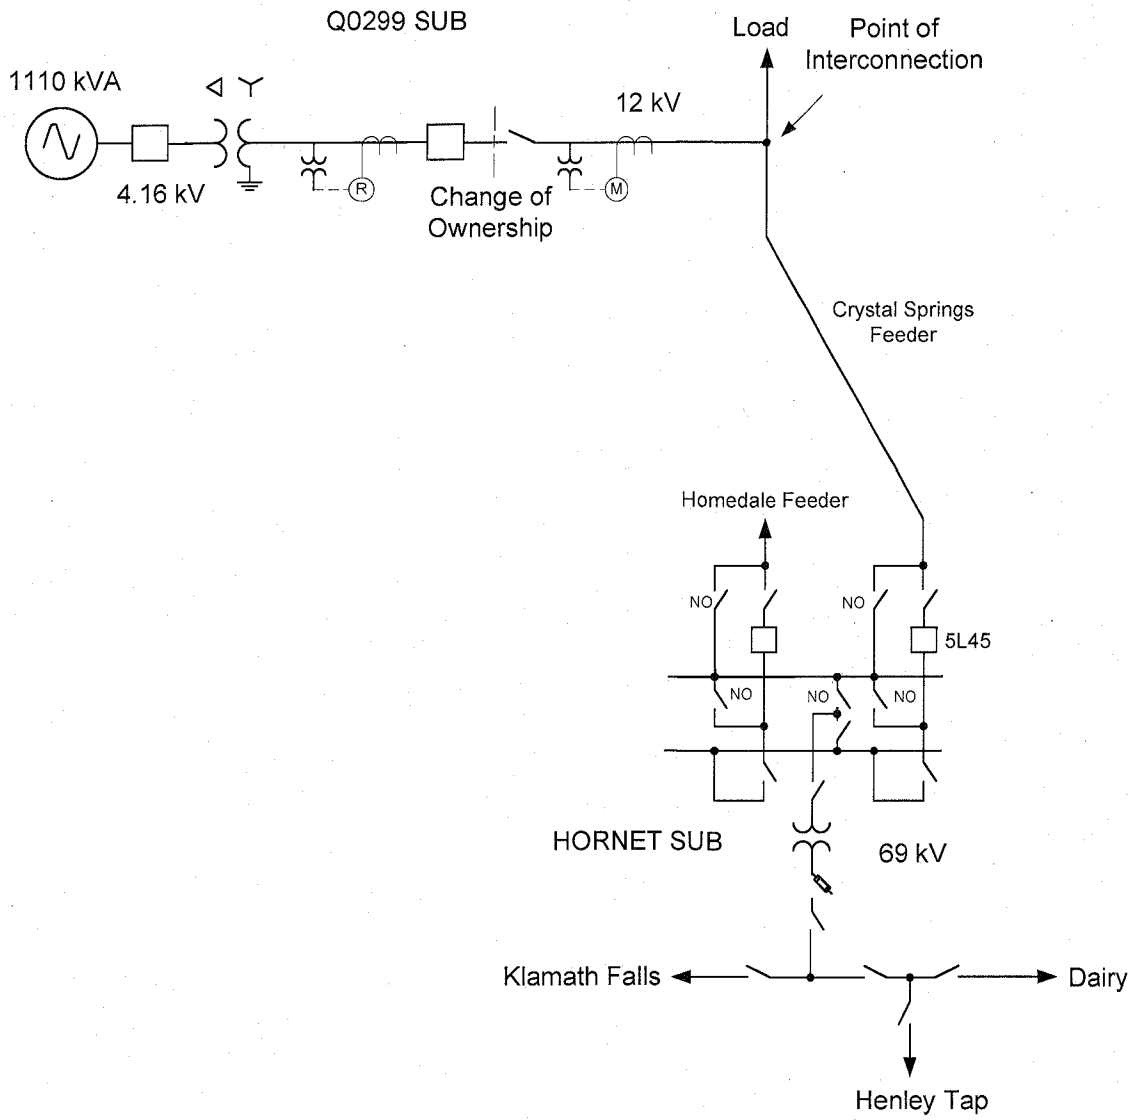 Q0299 SUB
Load
Point of
Interconnection
1110 kVA
12 kV
4.16 kV
R
M
Change of
Ownership
Crystal Springs
Feeder
Homedale Feeder
NO
NO
5L45
NO
NO
NO
HORNET SUB
69 kV
Klamath Falls
Dairy
Henley Tap